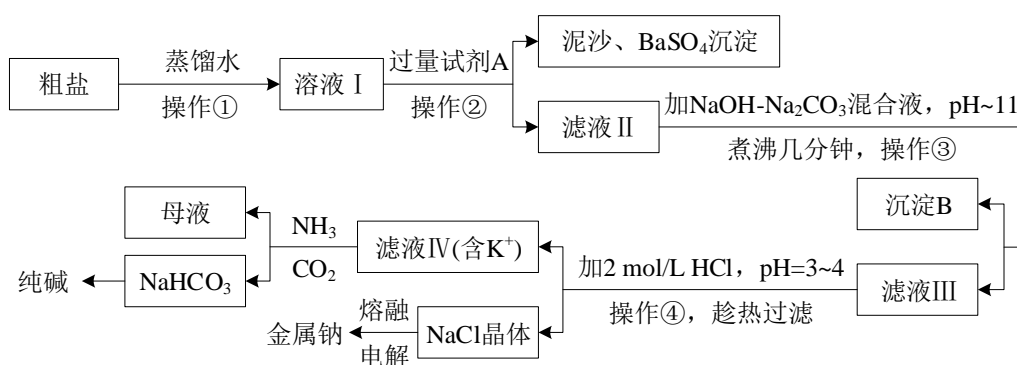 粗盐
蒸馏水
操作①
溶液Ⅰ
过量试剂A
操作②
泥沙、BaSO₄沉淀
滤液Ⅱ
加NaOH-Na₂CO₃混合液，pH~11
煮沸几分钟，操作③
沉淀B
滤液Ⅲ
加2 mol/L HCl，pH=3~4
操作④，趁热过滤
滤液Ⅳ(含K⁺)
NaCl晶体
熔融
电解
金属钠
NH₃
CO₂
母液
NaHCO₃
纯碱